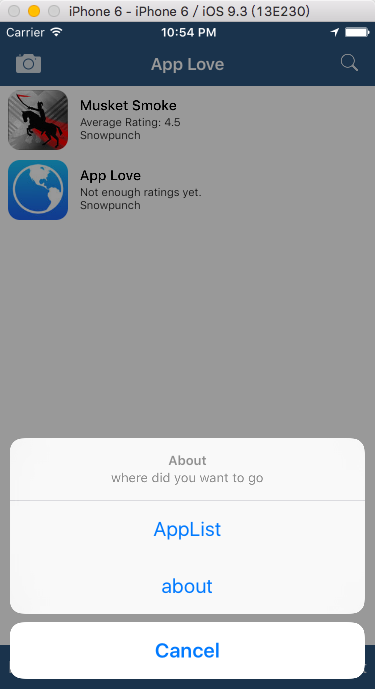 iPhone 6 - iPhone 6 / iOS 9.3 (13E230)
Carrier 10:54 PM
App Love
Musket Smoke
Average Rating: 4.5
Snowpunch
App Love
Not enough ratings yet.
Snowpunch
About
where did you want to go
AppList
about
Cancel